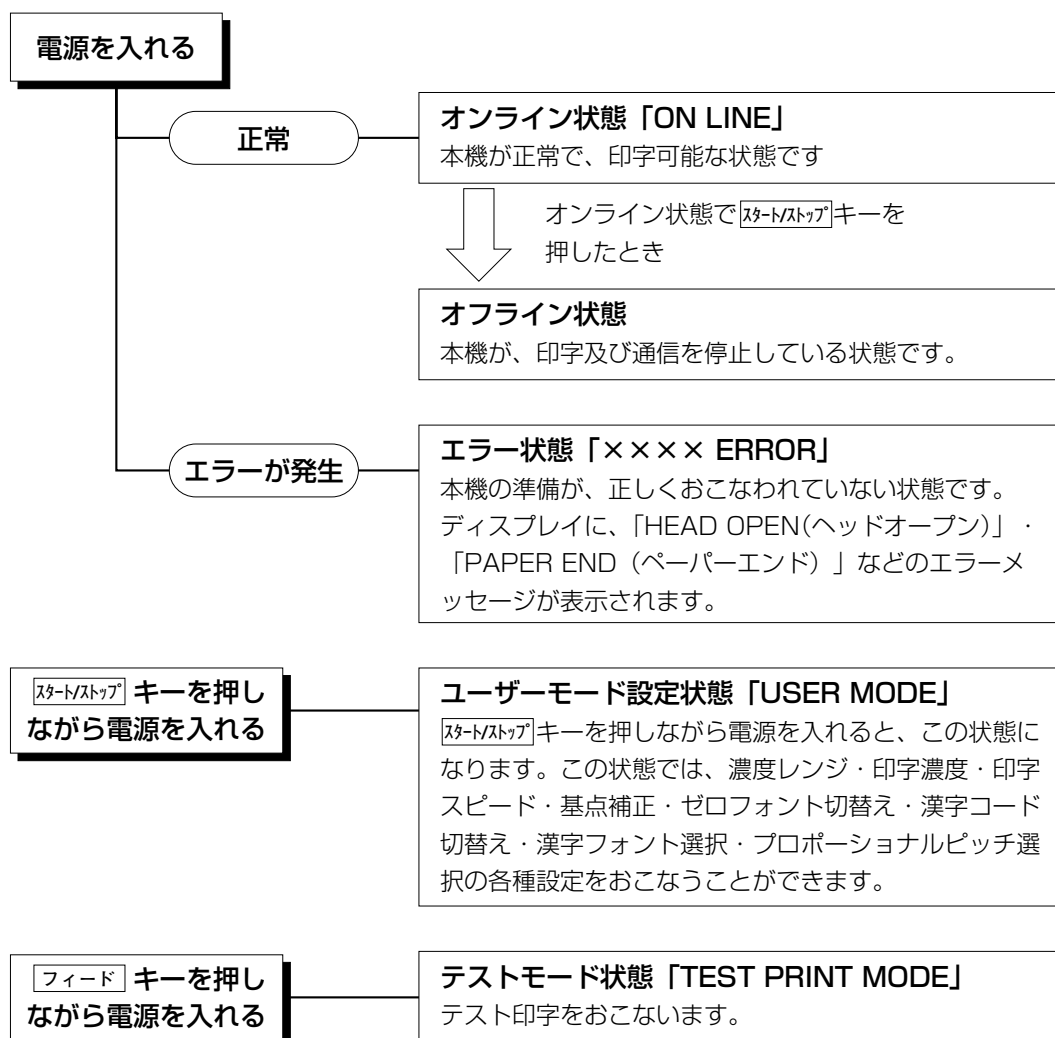 電源を入れる
正常
オンライン状態「ON LINE」
本機が正常で、印字可能な状態です
オンライン状態でｽﾀｰﾄ/ｽﾄｯﾌﾟキーを
押したとき
オフライン状態
本機が、印字及び通信を停止している状態です。
エラーが発生
エラー状態「×××× ERROR」
本機の準備が、正しくおこなわれていない状態です。
ディスプレイに、「HEAD OPEN(ヘッドオープン)」・
「PAPER END（ペーパーエンド）」などのエラーメ
ッセージが表示されます。
ｽﾀｰﾄ/ｽﾄｯﾌﾟ キーを押し
ながら電源を入れる
ユーザーモード設定状態「USER MODE」
ｽﾀｰﾄ/ｽﾄｯﾌﾟキーを押しながら電源を入れると、この状態に
なります。この状態では、濃度レンジ・印字濃度・印字
スピード・基点補正・ゼロフォント切替え・漢字コード
切替え・漢字フォント選択・プロポーショナルピッチ選
択の各種設定をおこなうことができます。
フィード キーを押し
ながら電源を入れる
テストモード状態「TEST PRINT MODE」
テスト印字をおこないます。